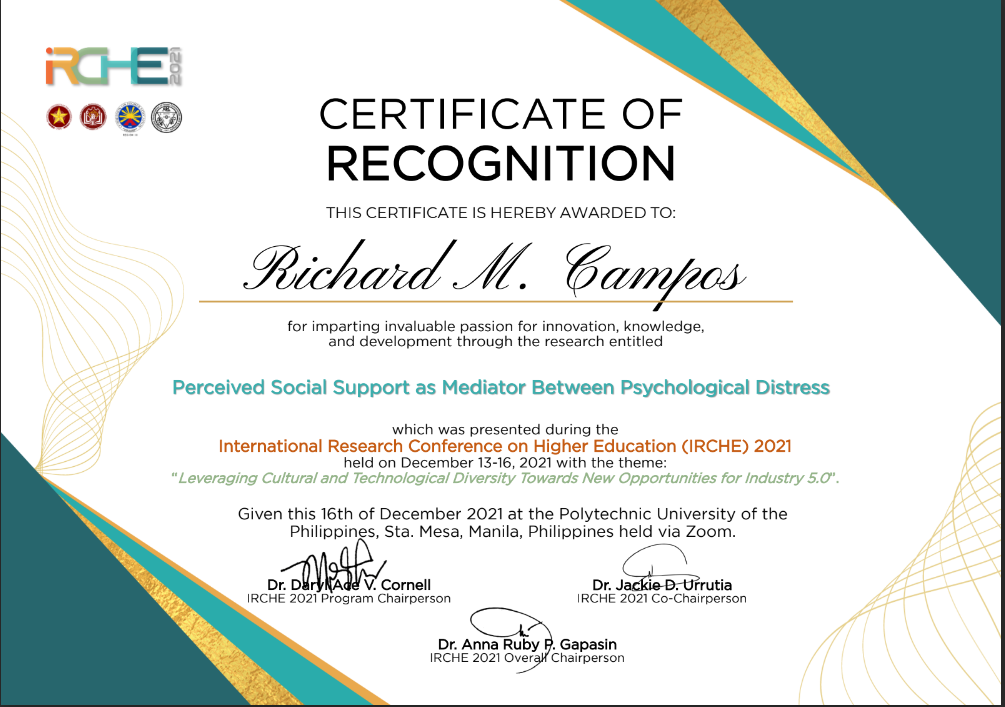 iRCHE 2021
CERTIFICATE OF
RECOGNITION
THIS CERTIFICATE IS HEREBY AWARDED TO:
Richard M. Campos
for imparting invaluable passion for innovation, knowledge,
and development through the research entitled
Perceived Social Support as Mediator Between Psychological Distress
which was presented during the
International Research Conference on Higher Education (IRCHE) 2021
held on December 13-16, 2021 with the theme:
“Leveraging Cultural and Technological Diversity Towards New Opportunities for Industry 5.0”.
Given this 16th of December 2021 at the Polytechnic University of the
Philippines, Sta. Mesa, Manila, Philippines held via Zoom.
Dr. Daryl Ace V. Cornell
IRCHE 2021 Program Chairperson
Dr. Jackie D. Urrutia
IRCHE 2021 Co-Chairperson
Dr. Anna Ruby P. Gapasin
IRCHE 2021 Overall Chairperson